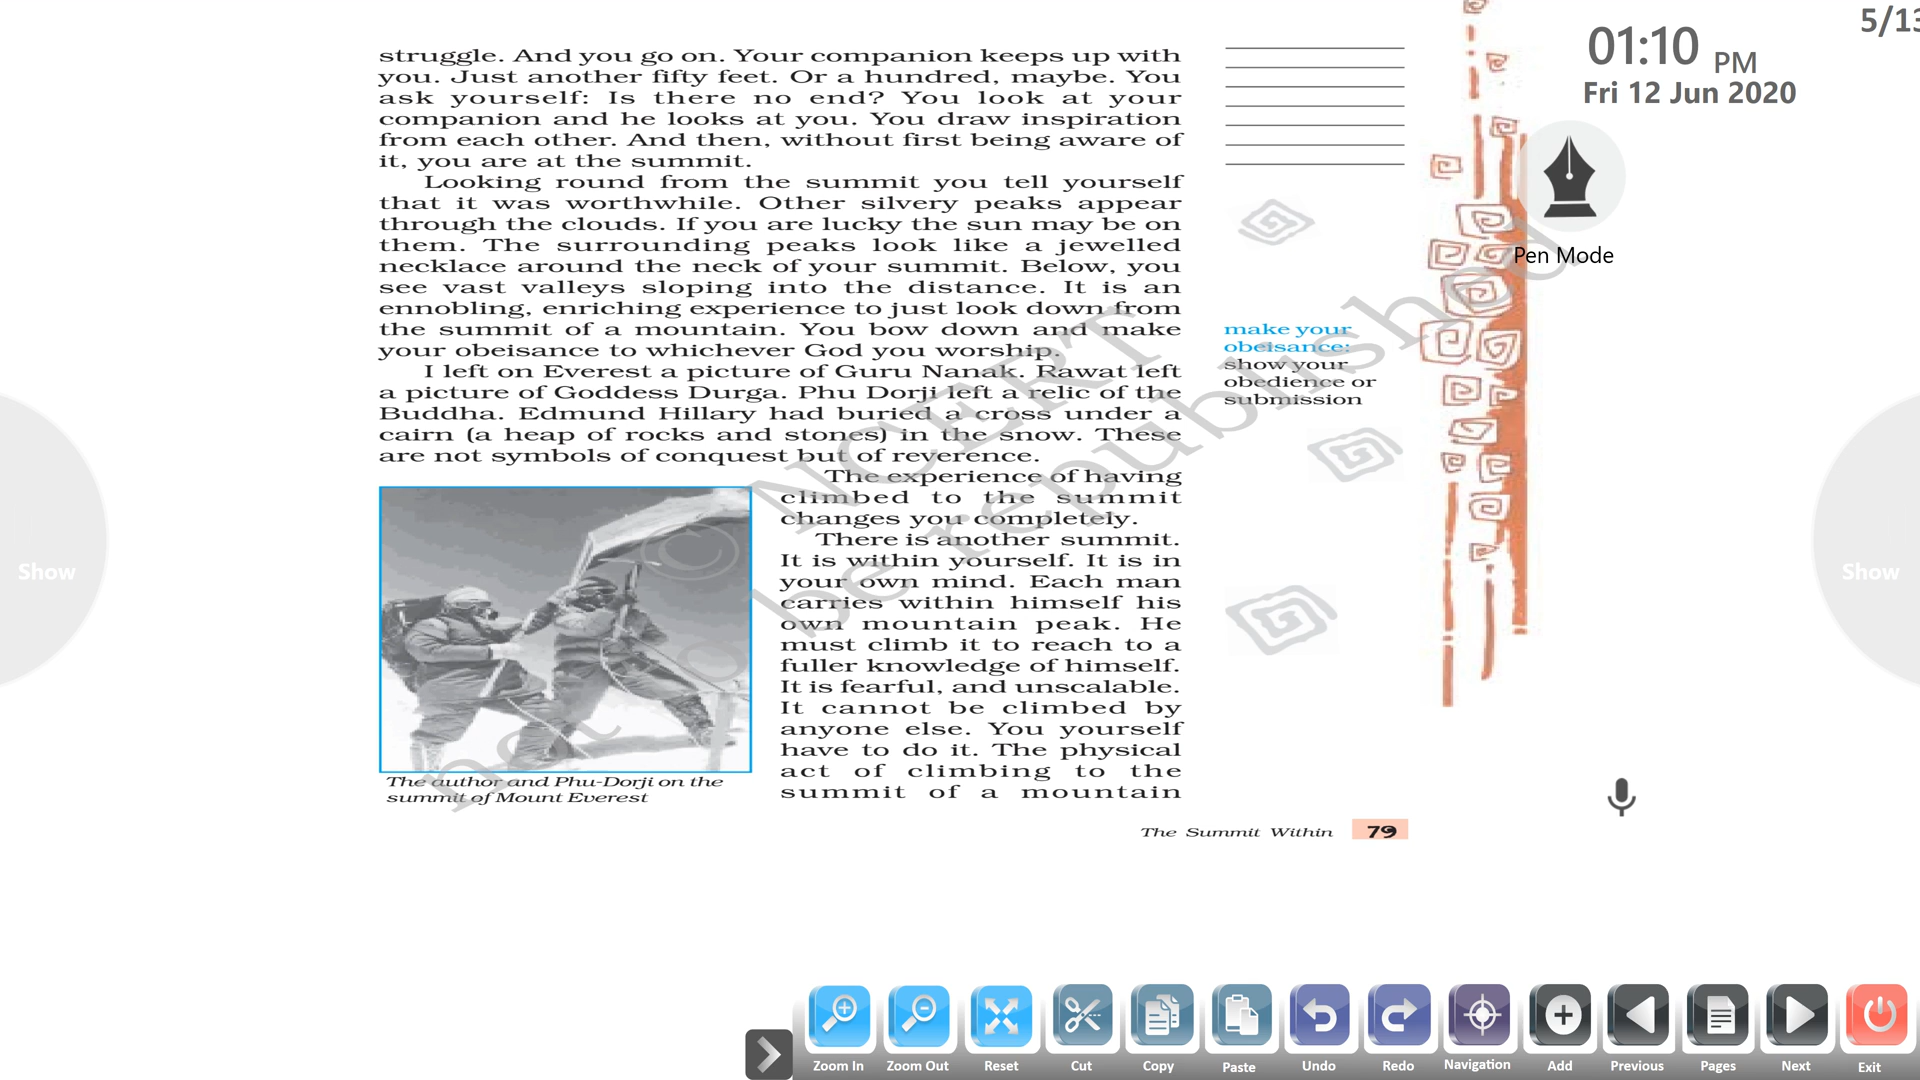 struggle. And you go on. Your companion keeps up with
you. Just another fifty feet. Or a hundred, maybe. You
ask yourself: Is there no end? You look at your
companion and he looks at you. You draw inspiration
from each other. And then, without first being aware of
it, you are at the summit.
Looking round from the summit you tell yourself
that it was worthwhile. Other silvery peaks appear
through the clouds. If you are lucky the sun may be on
them. The surrounding peaks look like a jewelled
necklace around the neck of your summit. Below, you
see vast valleys sloping into the distance. It is an
ennobling, enriching experience to just look down from
the summit of a mountain. You bow down and make
your obeisance to whichever God you worship.
I left on Everest a picture of Guru Nanak. Rawat left
a picture of Goddess Durga. Phu Dorji left a relic of the
Buddha. Edmund Hillary had buried a cross under a
cairn (a heap of rocks and stones) in the snow. These
are not symbols of conquest but of reverence.
The experience of having
climbed to the summit
changes you completely.
There is another summit.
It is within yourself. It is in
your own mind. Each man
carries within himself his
own mountain peak. He
must climb it to reach to a
fuller knowledge of himself.
It is fearful, and unscalable.
It cannot be climbed by
anyone else. You yourself
have to do it. The physical
act of climbing to the
summit of a mountain
The author and Phu-Dorji on the
summit of Mount Everest
make your
obeisance:
show your
obedience or
submission
The Summit Within 79
© NCERT
not to be republished
5/13
01:10 PM
Fri 12 Jun 2020
Pen Mode
Show
Show
Zoom In
Zoom Out
Reset
Cut
Copy
Paste
Undo
Redo
Navigation
Add
Previous
Pages
Next
Exit